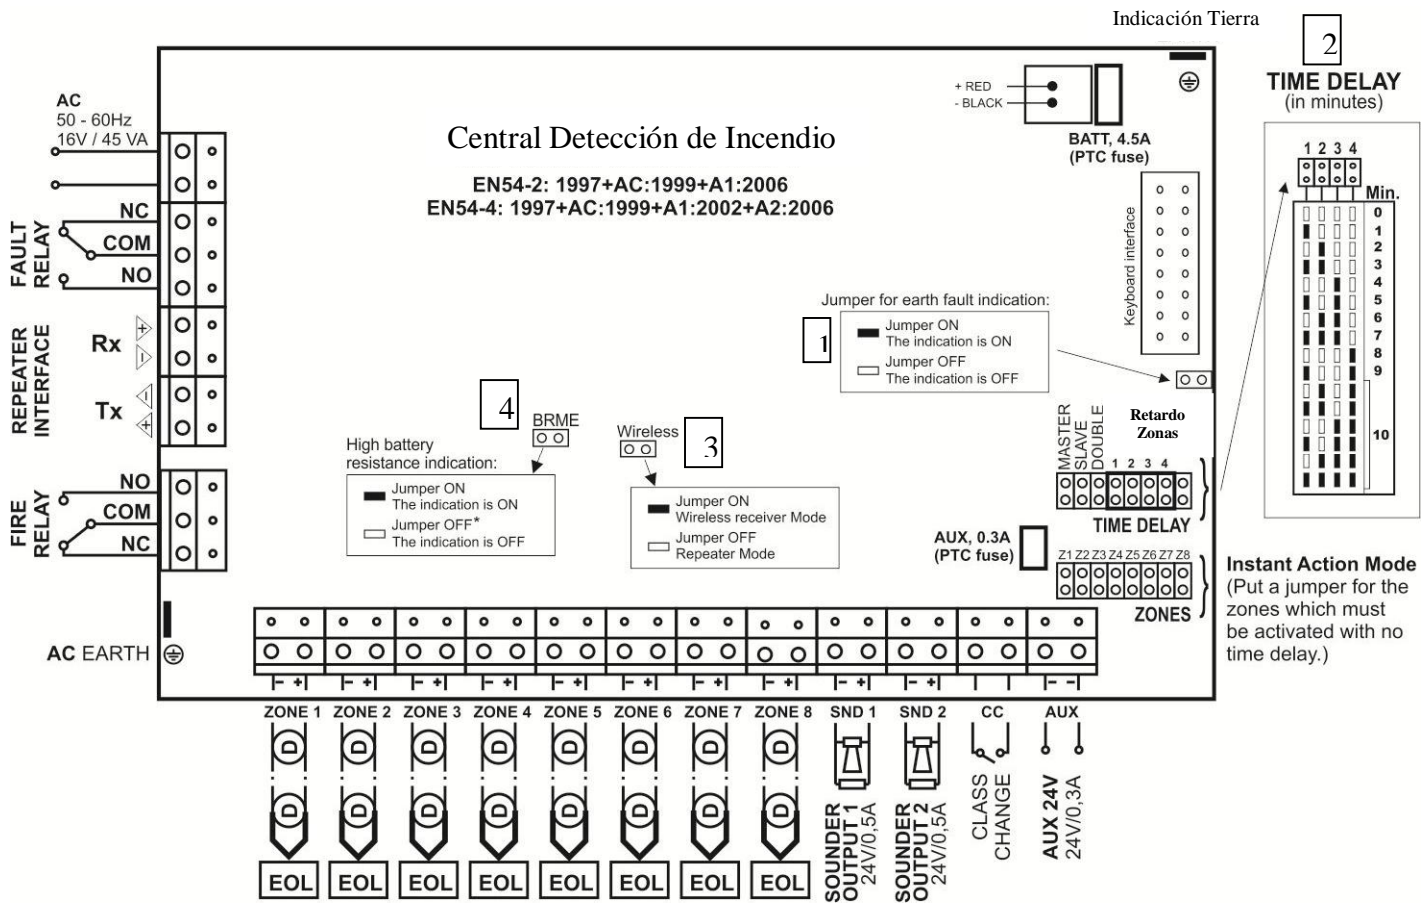 Indicación Tierra
2
TIME DELAY
(in minutes)
1 2 3 4
Min.
0
1
2
3
4
5
6
7
8
9
10
AC
50 - 60Hz
16V / 45 VA
+ RED
- BLACK
BATT, 4.5A
(PTC fuse)
Central Detección de Incendio
EN54-2: 1997+AC:1999+A1:2006
EN54-4: 1997+AC:1999+A1:2002+A2:2006
FAULT
RELAY
NC
COM
NO
Keyboard interface
Jumper for earth fault indication:
1
Jumper ON
The indication is ON
Jumper OFF
The indication is OFF
REPEATER
INTERFACE
Rx
+
−
Tx
−
+
4
BRME
High battery
resistance indication:
Jumper ON
The indication is ON
Jumper OFF*
The indication is OFF
Wireless
3
Jumper ON
Wireless receiver Mode
Jumper OFF
Repeater Mode
MASTER
SLAVE
DOUBLE
Retardo
Zonas
1 2 3 4
TIME DELAY
FIRE
RELAY
NO
COM
NC
AUX, 0.3A
(PTC fuse)
Z1 Z2 Z3 Z4 Z5 Z6 Z7 Z8
ZONES
Instant Action Mode
(Put a jumper for the
zones which must
be activated with no
time delay.)
AC EARTH
− + − + − + − + − + − + − + − + − + − + − −
ZONE 1 ZONE 2 ZONE 3 ZONE 4 ZONE 5 ZONE 6 ZONE 7 ZONE 8 SND 1 SND 2 CC AUX
D D D D D D D D
D D D D D D D D
EOL EOL EOL EOL EOL EOL EOL EOL
SOUNDER
OUTPUT 1
24V/0,5A
SOUNDER
OUTPUT 2
24V/0,5A
CLASS
CHANGE
AUX 24V
24V/0,3A